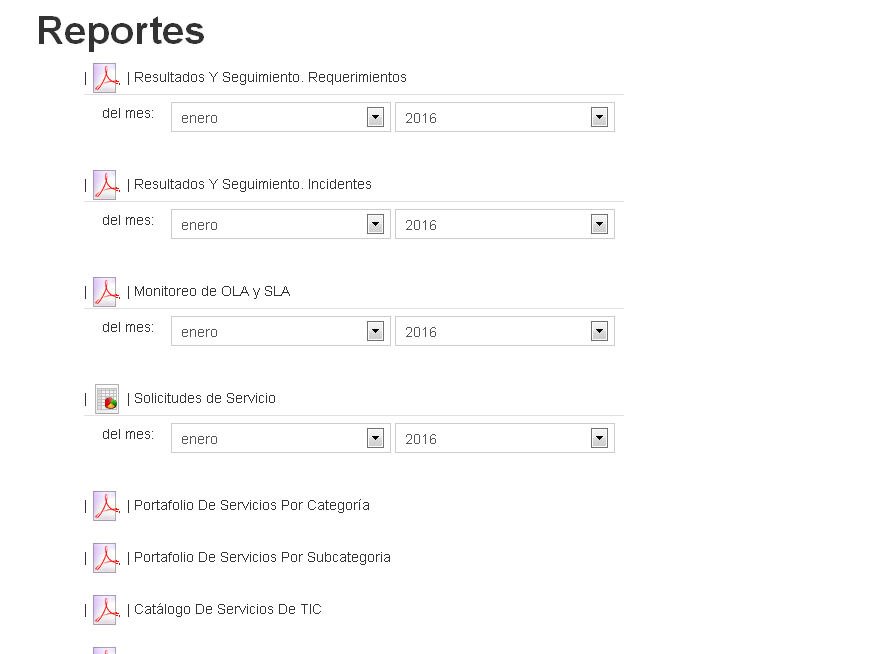 Reportes
| | Resultados Y Seguimiento. Requerimientos
del mes: enero 2016
| | Resultados Y Seguimiento. Incidentes
del mes: enero 2016
| | Monitoreo de OLA y SLA
del mes: enero 2016
| | Solicitudes de Servicio
del mes: enero 2016
| | Portafolio De Servicios Por Categoría
| | Portafolio De Servicios Por Subcategoria
| | Catálogo De Servicios De TIC